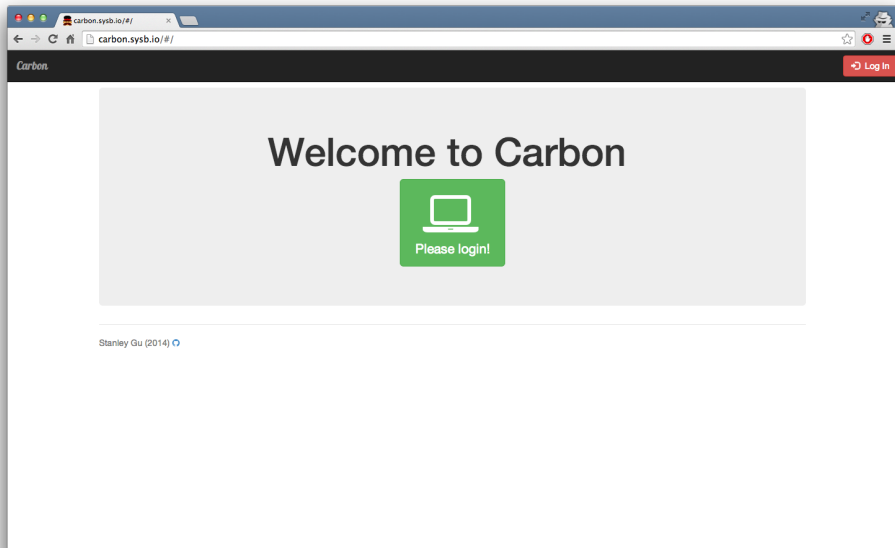 carbon.sysb.io/#/
carbon.sysb.io/#/
Carbon
Log In
Welcome to Carbon
Please login!
Stanley Gu (2014)